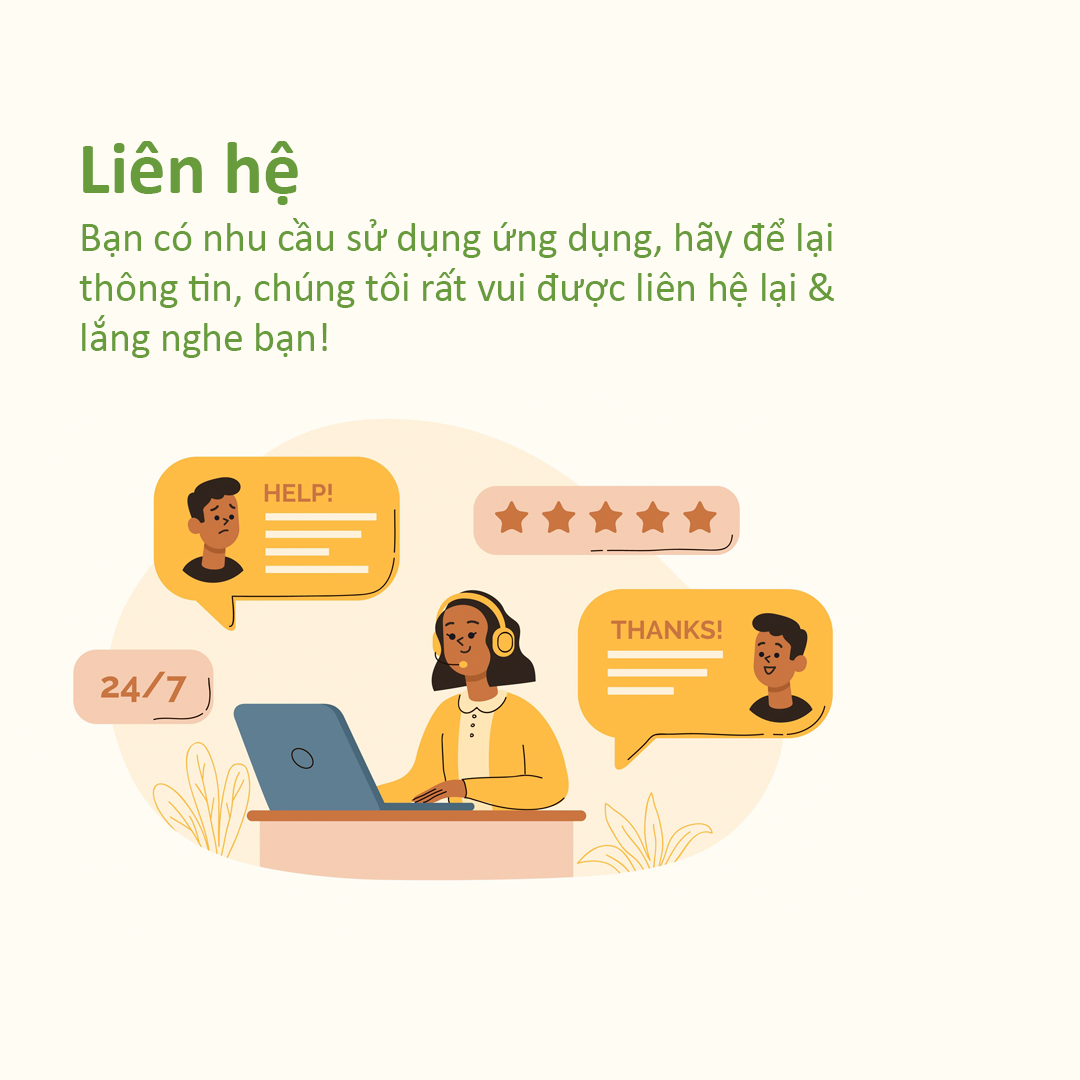 Liên hệ
Bạn có nhu cầu sử dụng ứng dụng, hãy để lại
thông tin, chúng tôi rất vui được liên hệ lại &
lắng nghe bạn!
HELP!
THANKS!
24/7